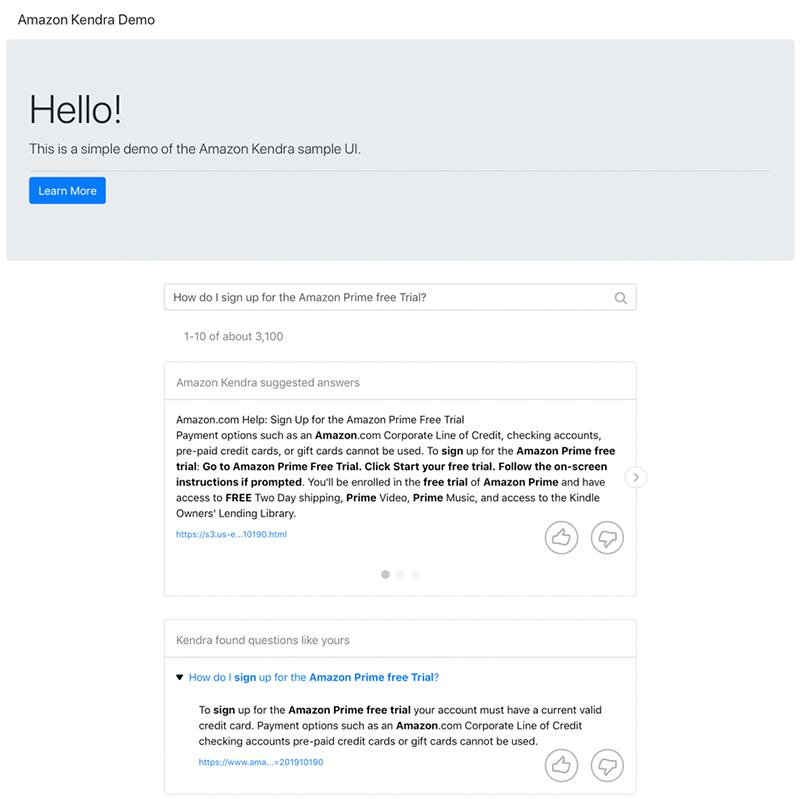 Amazon Kendra Demo
Hello!
This is a simple demo of the Amazon Kendra sample UI.
Learn More
How do I sign up for the Amazon Prime free Trial?
1-10 of about 3,100
Amazon Kendra suggested answers
Amazon.com Help: Sign Up for the Amazon Prime Free Trial
Payment options such as an Amazon.com Corporate Line of Credit, checking accounts,
pre-paid credit cards, or gift cards cannot be used. To sign up for the Amazon Prime free
trial: Go to Amazon Prime Free Trial. Click Start your free trial. Follow the on-screen
instructions if prompted. You'll be enrolled in the free trial of Amazon Prime and have
access to FREE Two Day shipping, Prime Video, Prime Music, and access to the Kindle
Owners' Lending Library.
https://s3.us-e...10190.html
Kendra found questions like yours
How do I sign up for the Amazon Prime free Trial?
To sign up for the Amazon Prime free trial your account must have a current valid
credit card. Payment options such as an Amazon.com Corporate Line of Credit
checking accounts pre-paid credit cards or gift cards cannot be used.
https://www.ama...=201910190